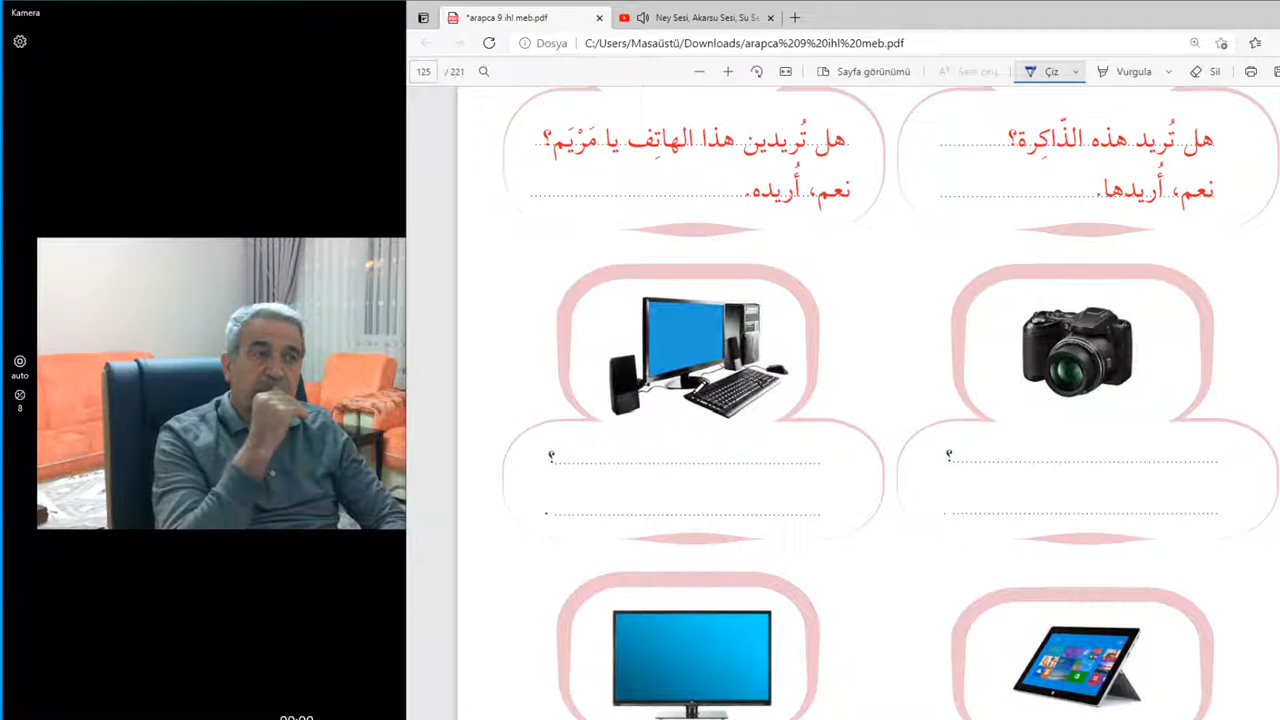 Kamera
*arapca 9 ihl meb.pdf
Ney Sesi, Akarsu Sesi, Su Se
Dosya
C:/Users/Masaüstü/Downloads/arapca%209%20ihl%20meb.pdf
125
/ 221
Sayfa görünümü
Çiz
Vurgula
Sil
هل تُريد هذه الذّاكِرة؟
نعم، أُريدها.
هل تُريدين هذا الهاتِف يا مَرْيَم؟
نعم، أُريده.
؟
؟
.
.
auto
8
00:00